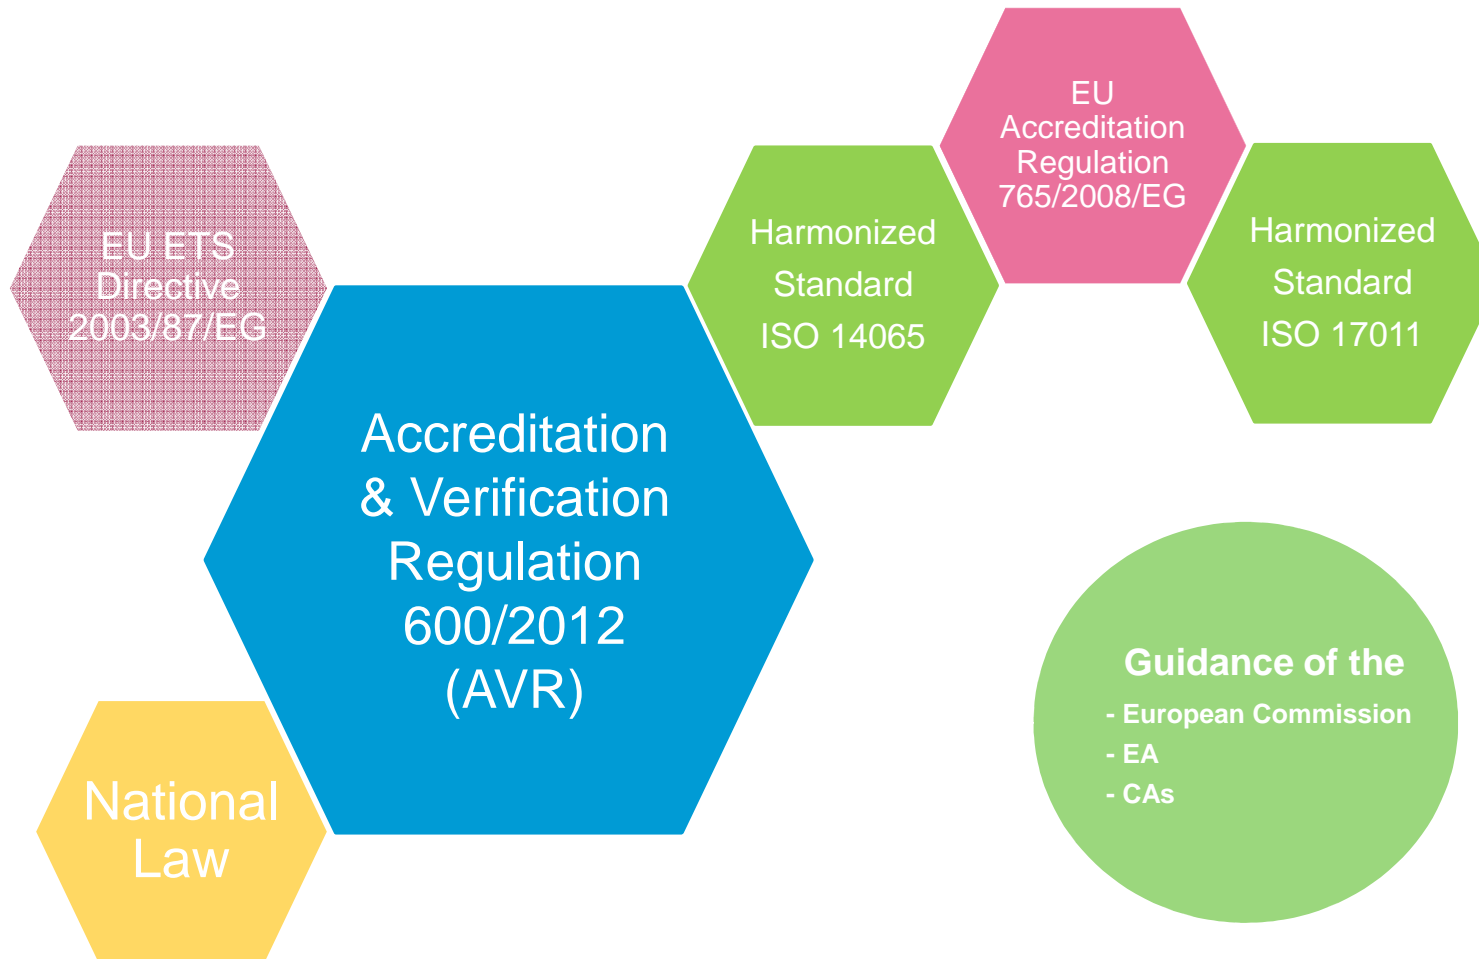 EU
Accreditation
Regulation
765/2008/EG
EU ETS
Directive
2003/87/EG
Harmonized
Standard
ISO 14065
Harmonized
Standard
ISO 17011
Accreditation
& Verification
Regulation
600/2012
(AVR)
Guidance of the
- European Commission
- EA
- CAs
National
Law